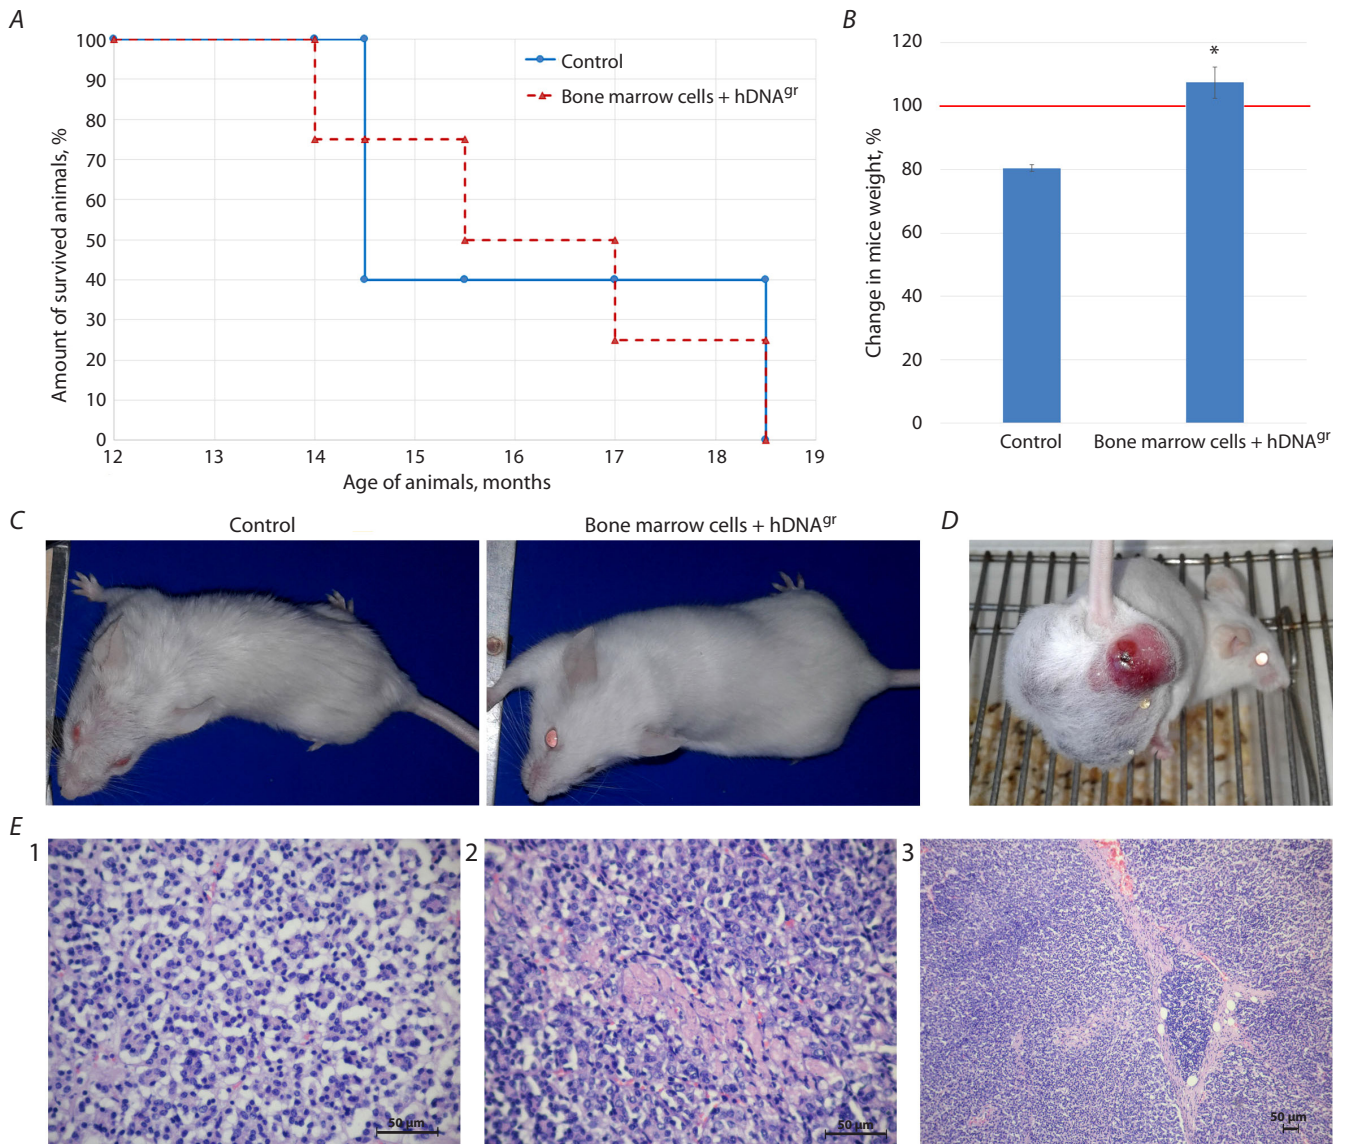 A
Amount of survived animals, %
100
90
80
70
60
50
40
30
20
10
0
12 13 14 15 16 17 18 19
Age of animals, months
Control
Bone marrow cells + hDNAgr
B
Change in mice weight, %
120
100
80
60
40
20
0
*
Control Bone marrow cells + hDNAgr
C
Control Bone marrow cells + hDNAgr
D
E
1 2 3
50 µm 50 µm 50 µm